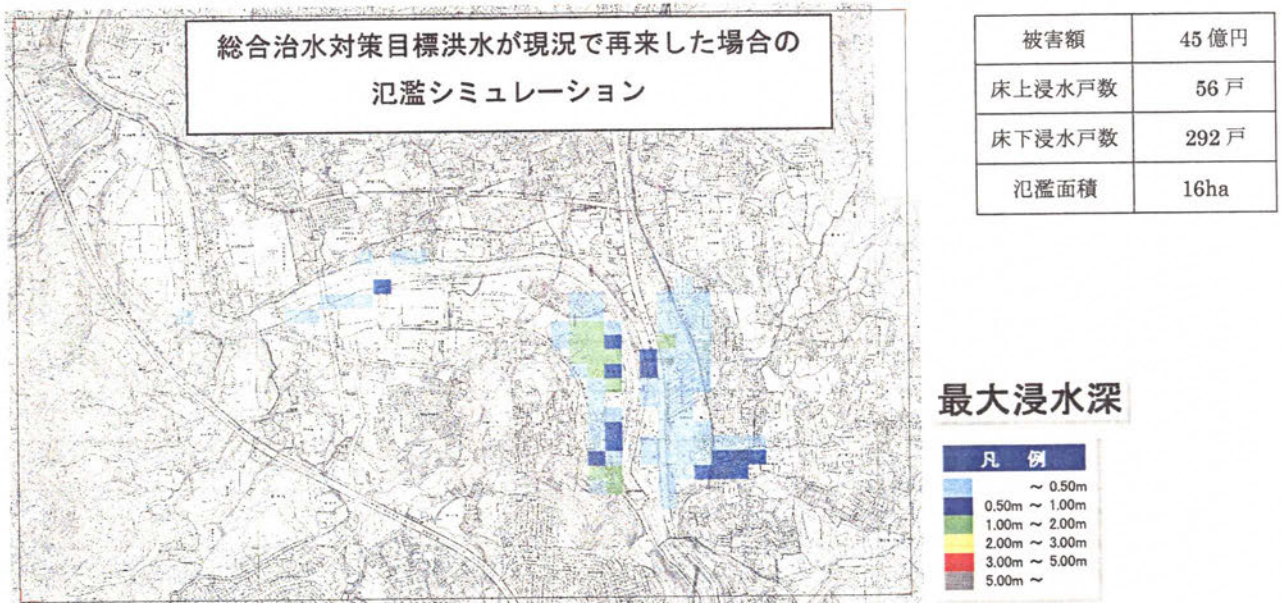 総合治水対策目標洪水が現況で再来した場合の
氾濫シミュレーション
被害額 45億円
床上浸水戸数 56戸
床下浸水戸数 292戸
氾濫面積 16ha
最大浸水深
凡 例
～ 0.50m
0.50m ～ 1.00m
1.00m ～ 2.00m
2.00m ～ 3.00m
3.00m ～ 5.00m
5.00m ～